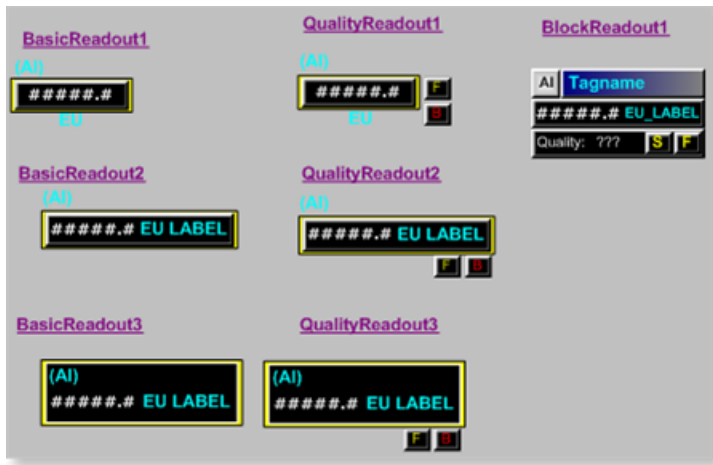 BasicReadout1
(AI)
#####.#
EU
QualityReadout1
(AI)
#####.#
F
B
EU
BlockReadout1
AI Tagname
#####.# EU_LABEL
Quality: ??? S F
BasicReadout2
(AI)
#####.# EU LABEL
QualityReadout2
(AI)
#####.# EU LABEL
F B
BasicReadout3
(AI)
#####.# EU LABEL
QualityReadout3
(AI)
#####.# EU LABEL
F B